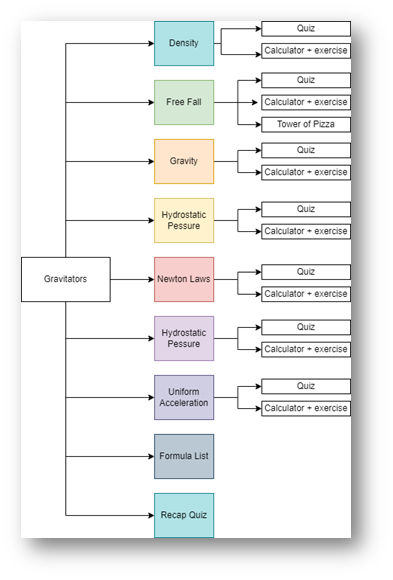 Density
Quiz
Calculator + exercise
Free Fall
Quiz
Calculator + exercise
Tower of Pizza
Gravity
Quiz
Calculator + exercise
Hydrostatic
Pessure
Quiz
Calculator + exercise
Gravitators
Newton Laws
Quiz
Calculator + exercise
Hydrostatic
Pessure
Quiz
Calculator + exercise
Uniform
Acceleration
Quiz
Calculator + exercise
Formula List
Recap Quiz